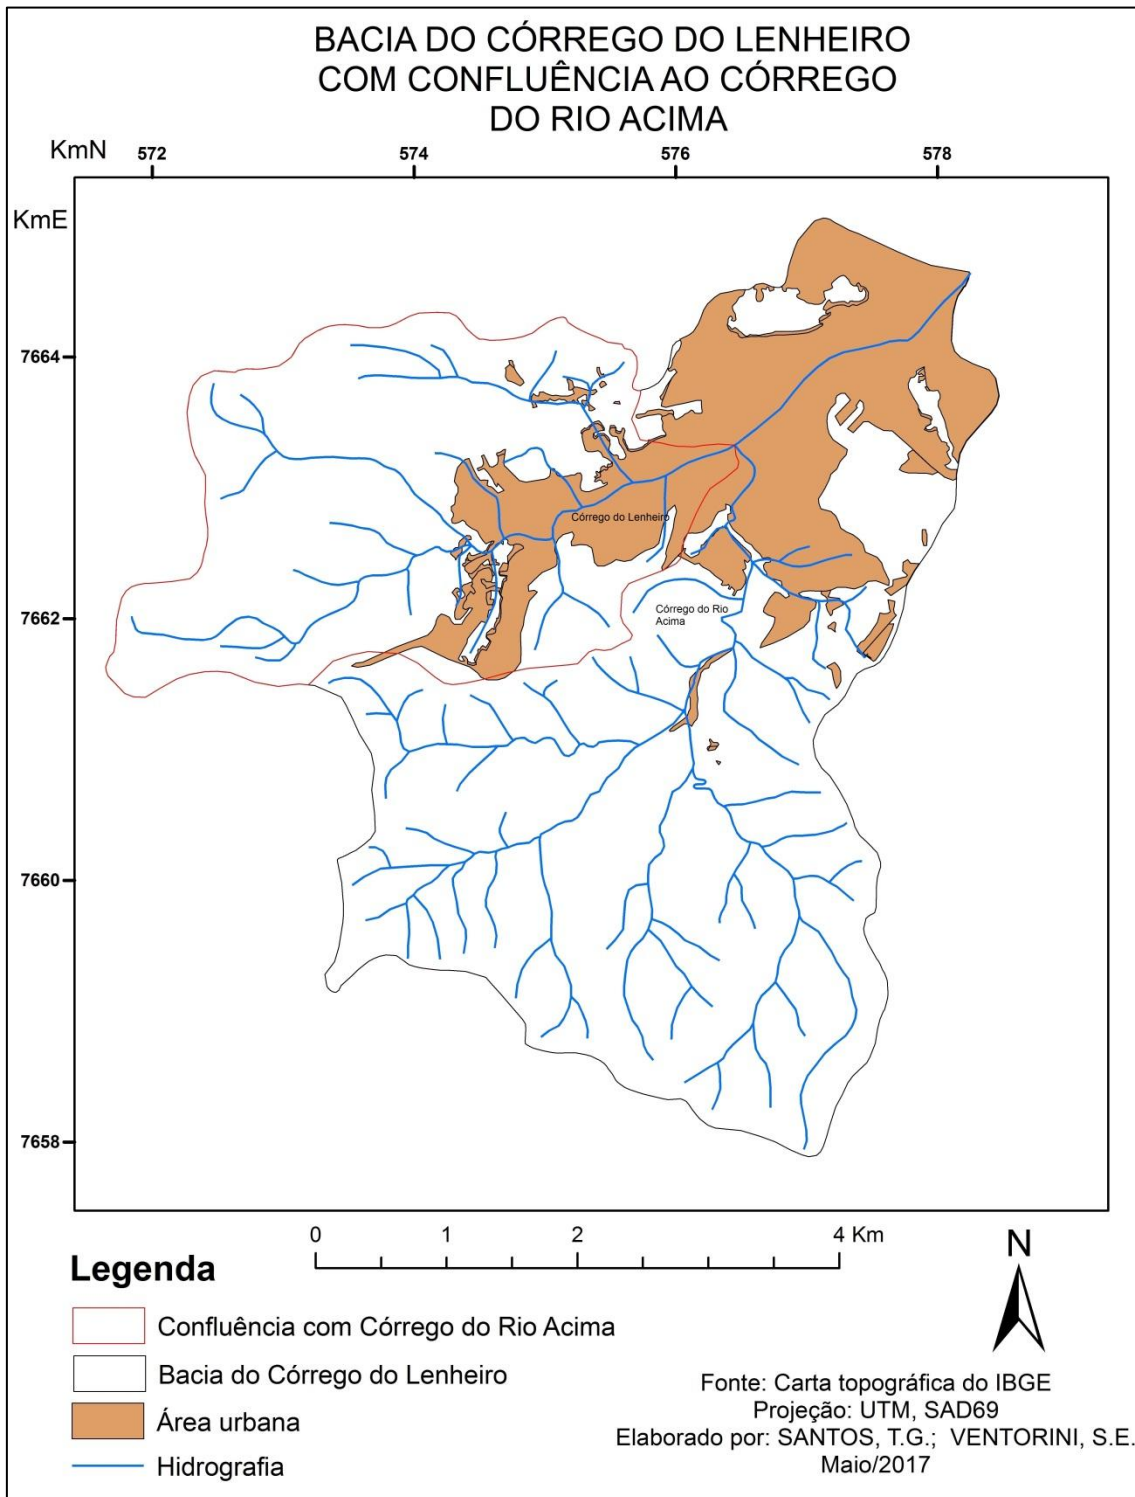 BACIA DO CÓRREGO DO LENHEIRO
COM CONFLUÊNCIA AO CÓRREGO
DO RIO ACIMA
KmN
572
574
576
578
KmE
7664
7662
7660
7658
Córrego do Lenheiro
Córrego do Rio
Acima
0
1
2
4 Km
N
Legenda
Confluência com Córrego do Rio Acima
Bacia do Córrego do Lenheiro
Área urbana
Hidrografia
Fonte: Carta topográfica do IBGE
Projeção: UTM, SAD69
Elaborado por: SANTOS, T.G.; VENTORINI, S.E.
Maio/2017